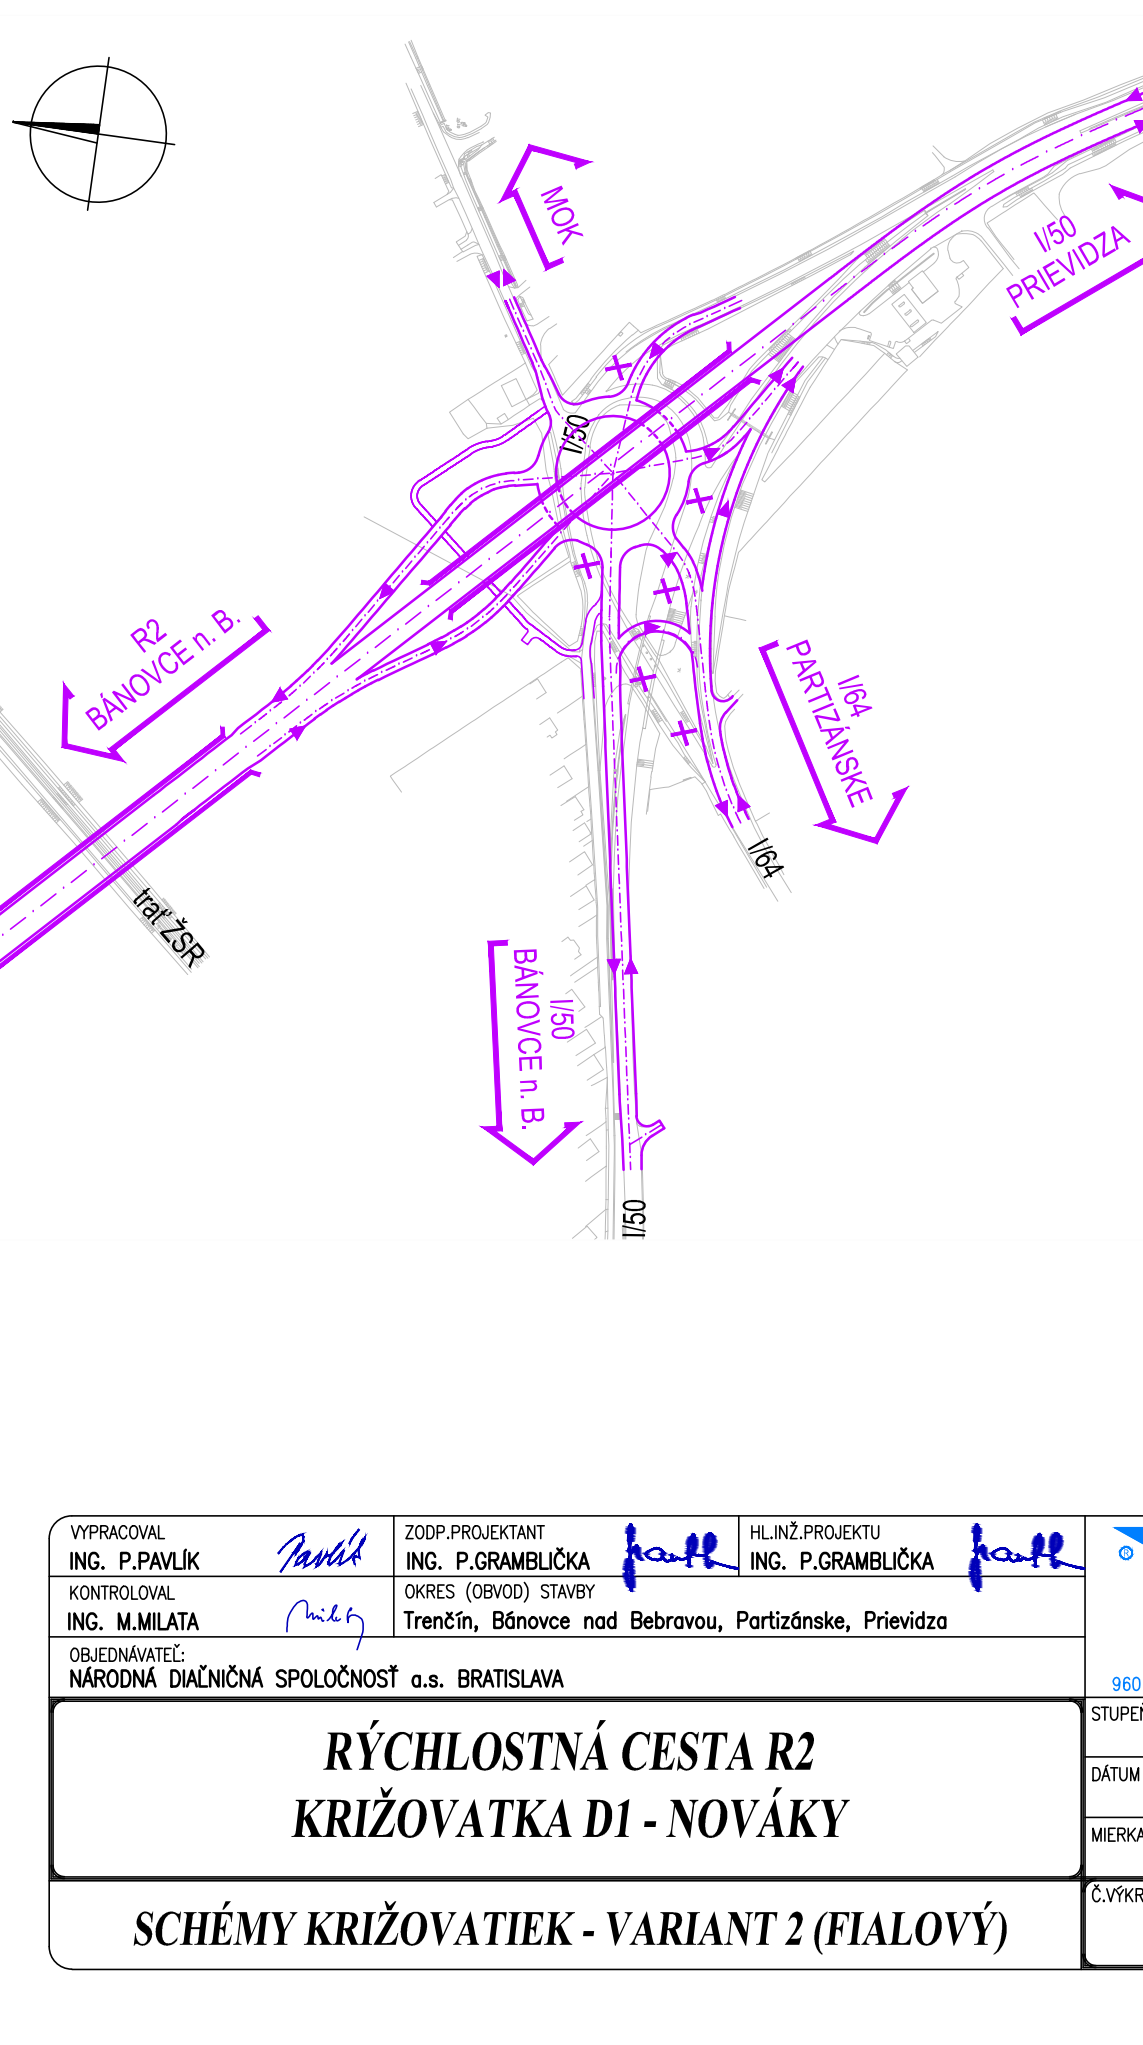 MOK
I/50
PRIEVIDZA
I/50
R2
BÁNOVCE n. B.
I/64
PARTIZÁNSKE
I/64
trať ŽSR
I/50
BÁNOVCE n. B.
I/50
VYPRACOVAL
ING. P.PAVLÍK
ZODP.PROJEKTANT
ING. P.GRAMBLIČKA
HL.INŽ.PROJEKTU
ING. P.GRAMBLIČKA
KONTROLOVAL
ING. M.MILATA
OKRES (OBVOD) STAVBY
Trenčín, Bánovce nad Bebravou, Partizánske, Prievidza
OBJEDNÁVATEĽ:
NÁRODNÁ DIAĽNIČNÁ SPOLOČNOSŤ a.s. BRATISLAVA
960
RÝCHLOSTNÁ CESTA R2
KRIŽOVATKA D1 - NOVÁKY
STUPEŇ
DÁTUM
MIERKA
Č.VÝKR
SCHÉMY KRIŽOVATIEK - VARIANT 2 (FIALOVÝ)